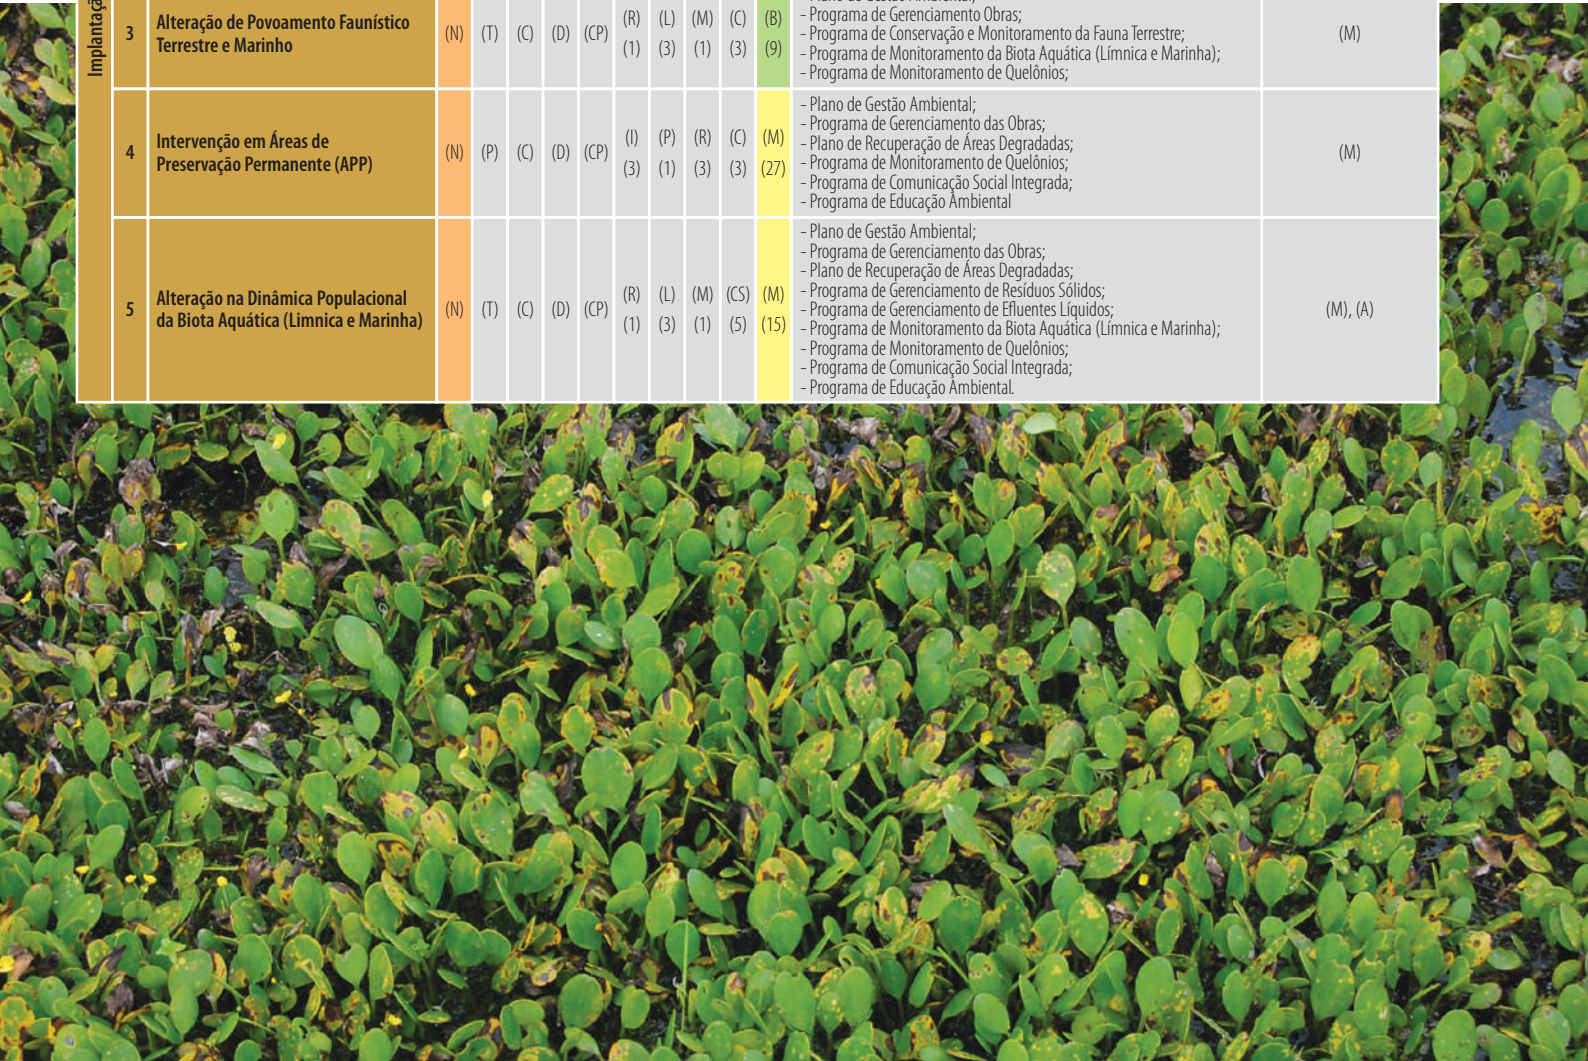 Implantaçã
- Plano de Gestão Ambiental;
3 Alteração de Povoamento Faunístico (N) (T) (C) (D) (CP) (R) (L) (M) (C) (B) - Programa de Gerenciamento Obras; (M)
Terrestre e Marinho (1) (3) (1) (3) (9) - Programa de Conservação e Monitoramento da Fauna Terrestre;
- Programa de Monitoramento da Biota Aquática (Límnica e Marinha);
- Programa de Monitoramento de Quelônios;
- Plano de Gestão Ambiental;
- Programa de Gerenciamento das Obras;
4 Intervenção em Áreas de (N) (P) (C) (D) (CP) (I) (P) (R) (C) (M) - Plano de Recuperação de Áreas Degradadas; (M)
Preservação Permanente (APP) (3) (1) (3) (3) (27) - Programa de Monitoramento de Quelônios;
- Programa de Comunicação Social Integrada;
- Programa de Educação Ambiental
- Plano de Gestão Ambiental;
- Programa de Gerenciamento das Obras;
- Plano de Recuperação de Áreas Degradadas;
5 Alteração na Dinâmica Populacional (N) (T) (C) (D) (CP) (R) (L) (M) (CS) (M) - Programa de Gerenciamento de Resíduos Sólidos; (M), (A)
da Biota Aquática (Limnica e Marinha) (1) (3) (1) (5) (15) - Programa de Gerenciamento de Efluentes Líquidos;
- Programa de Monitoramento da Biota Aquática (Límnica e Marinha);
- Programa de Monitoramento de Quelônios;
- Programa de Comunicação Social Integrada;
- Programa de Educação Ambiental.